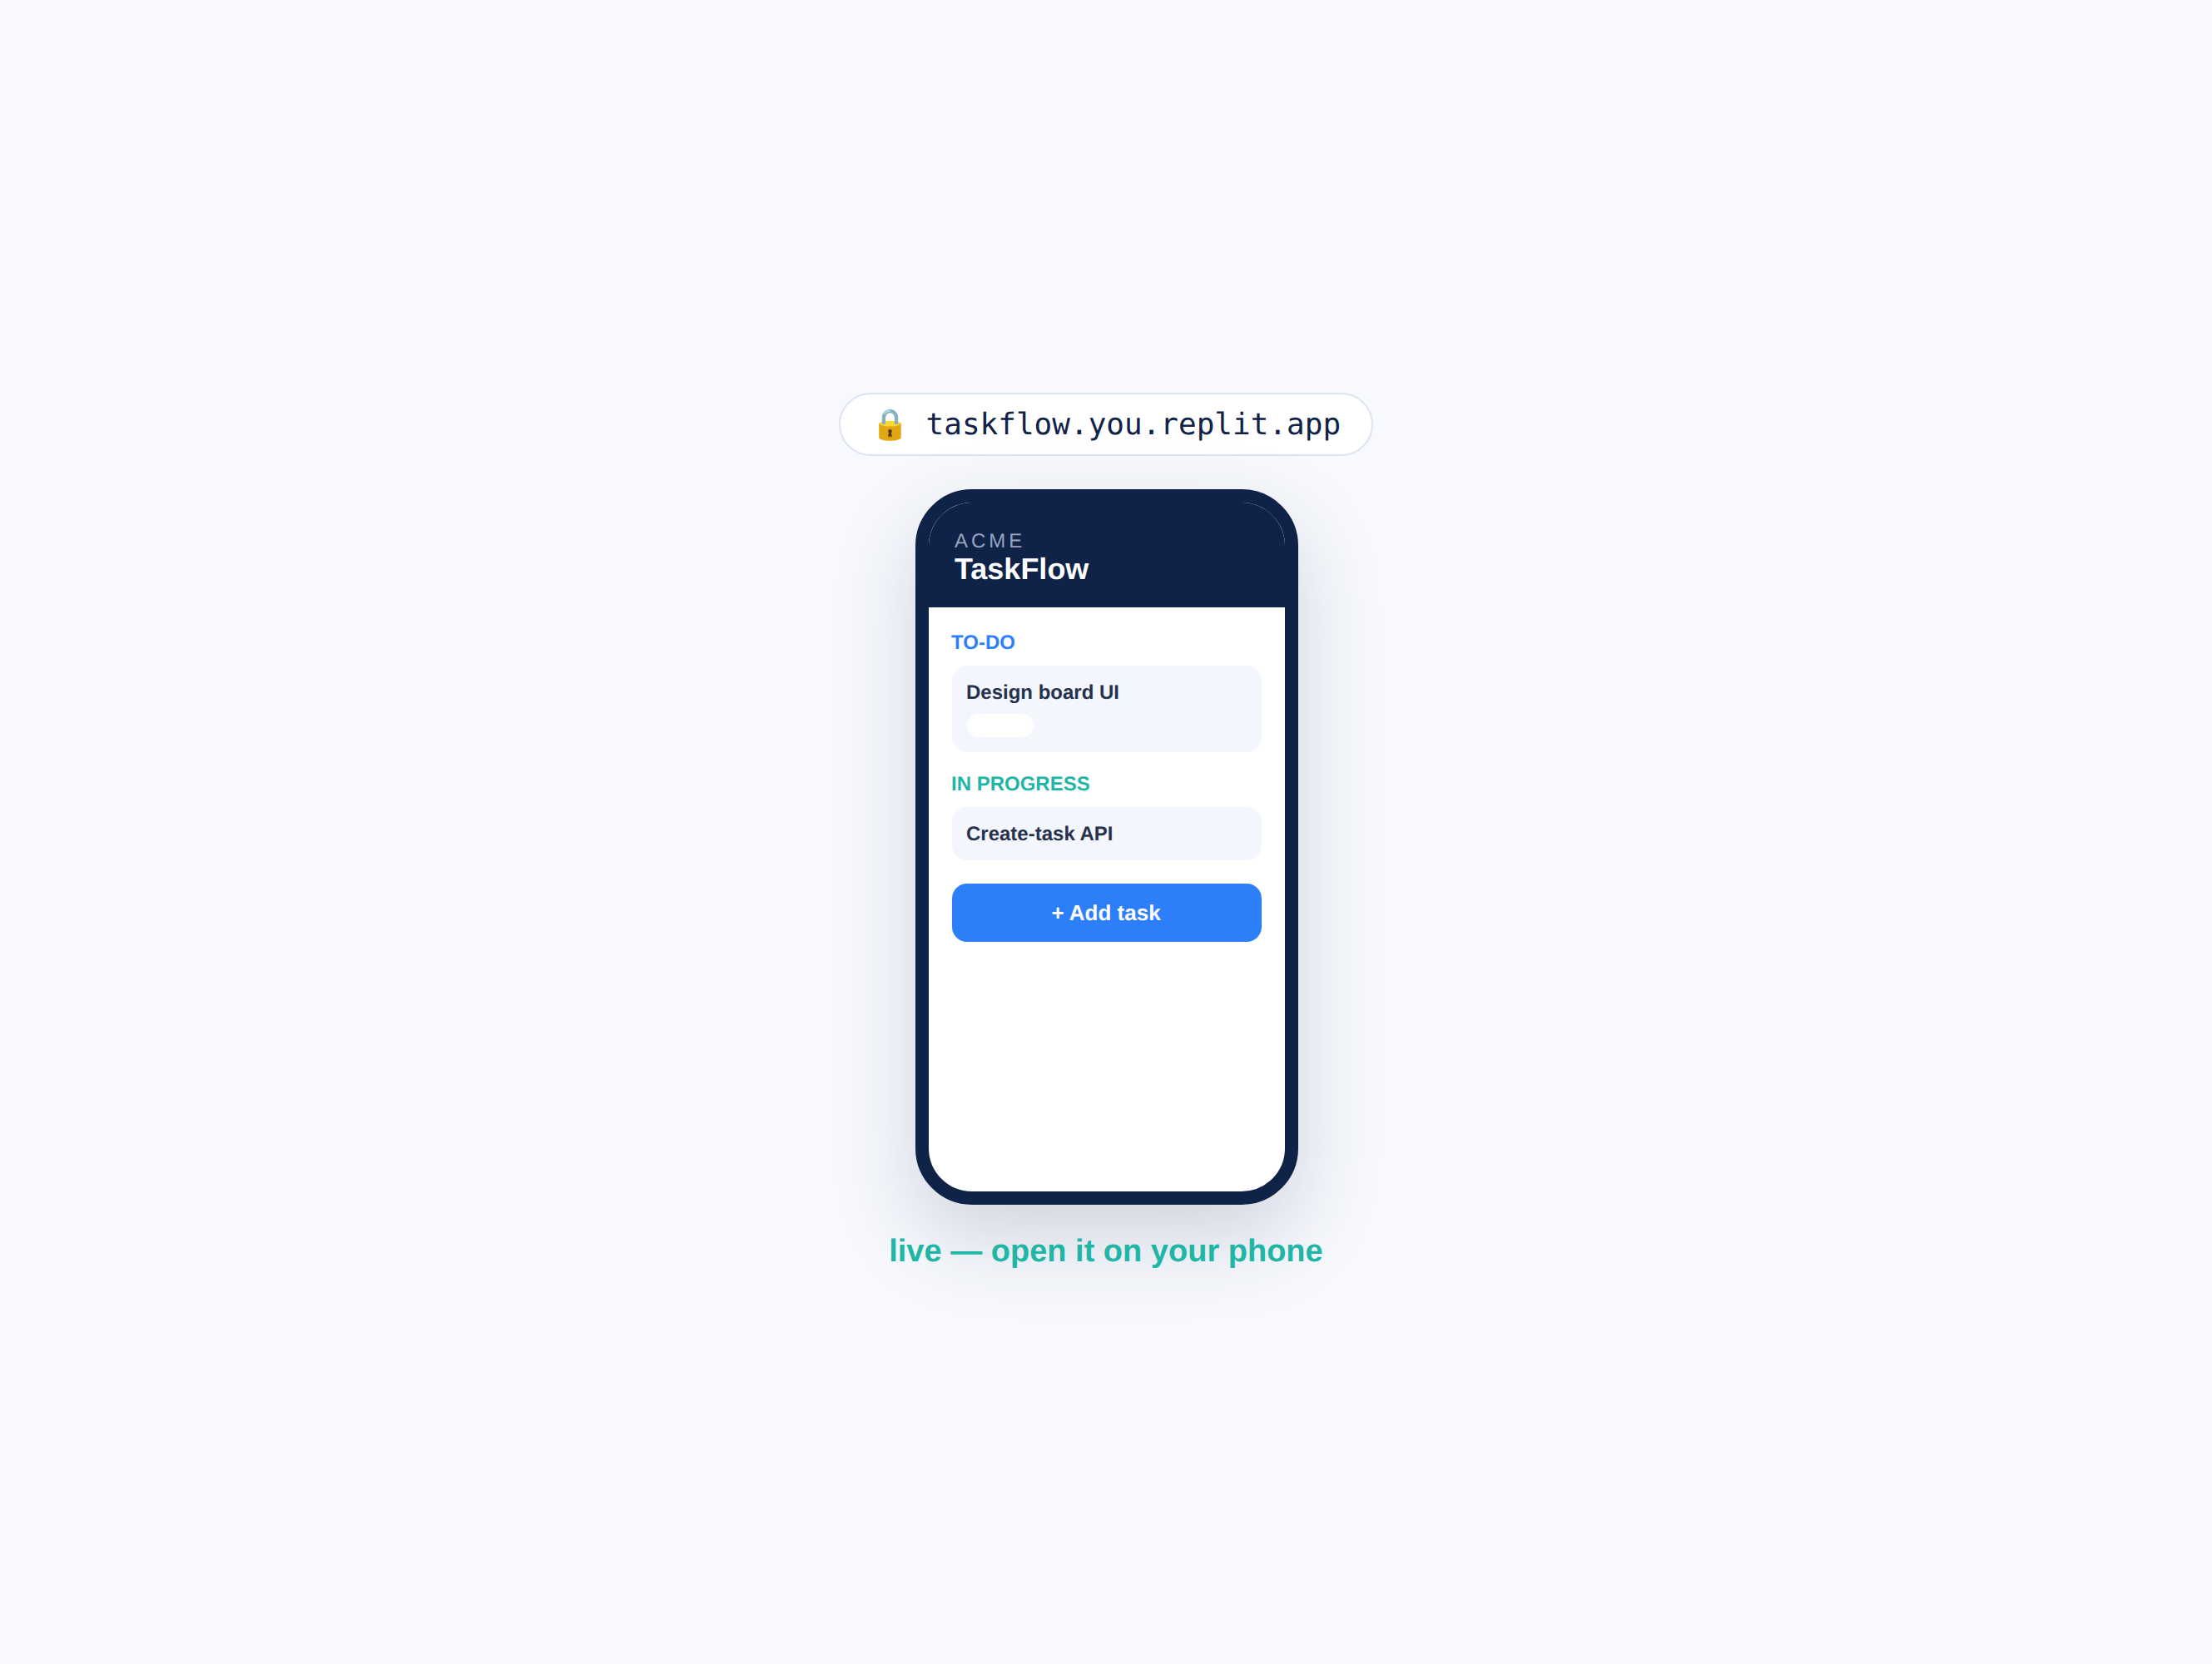 🔒 taskflow.you.replit.app
ACME
TaskFlow
TO-DO
Design board UI
IN PROGRESS
Create-task API
+ Add task
live — open it on your phone